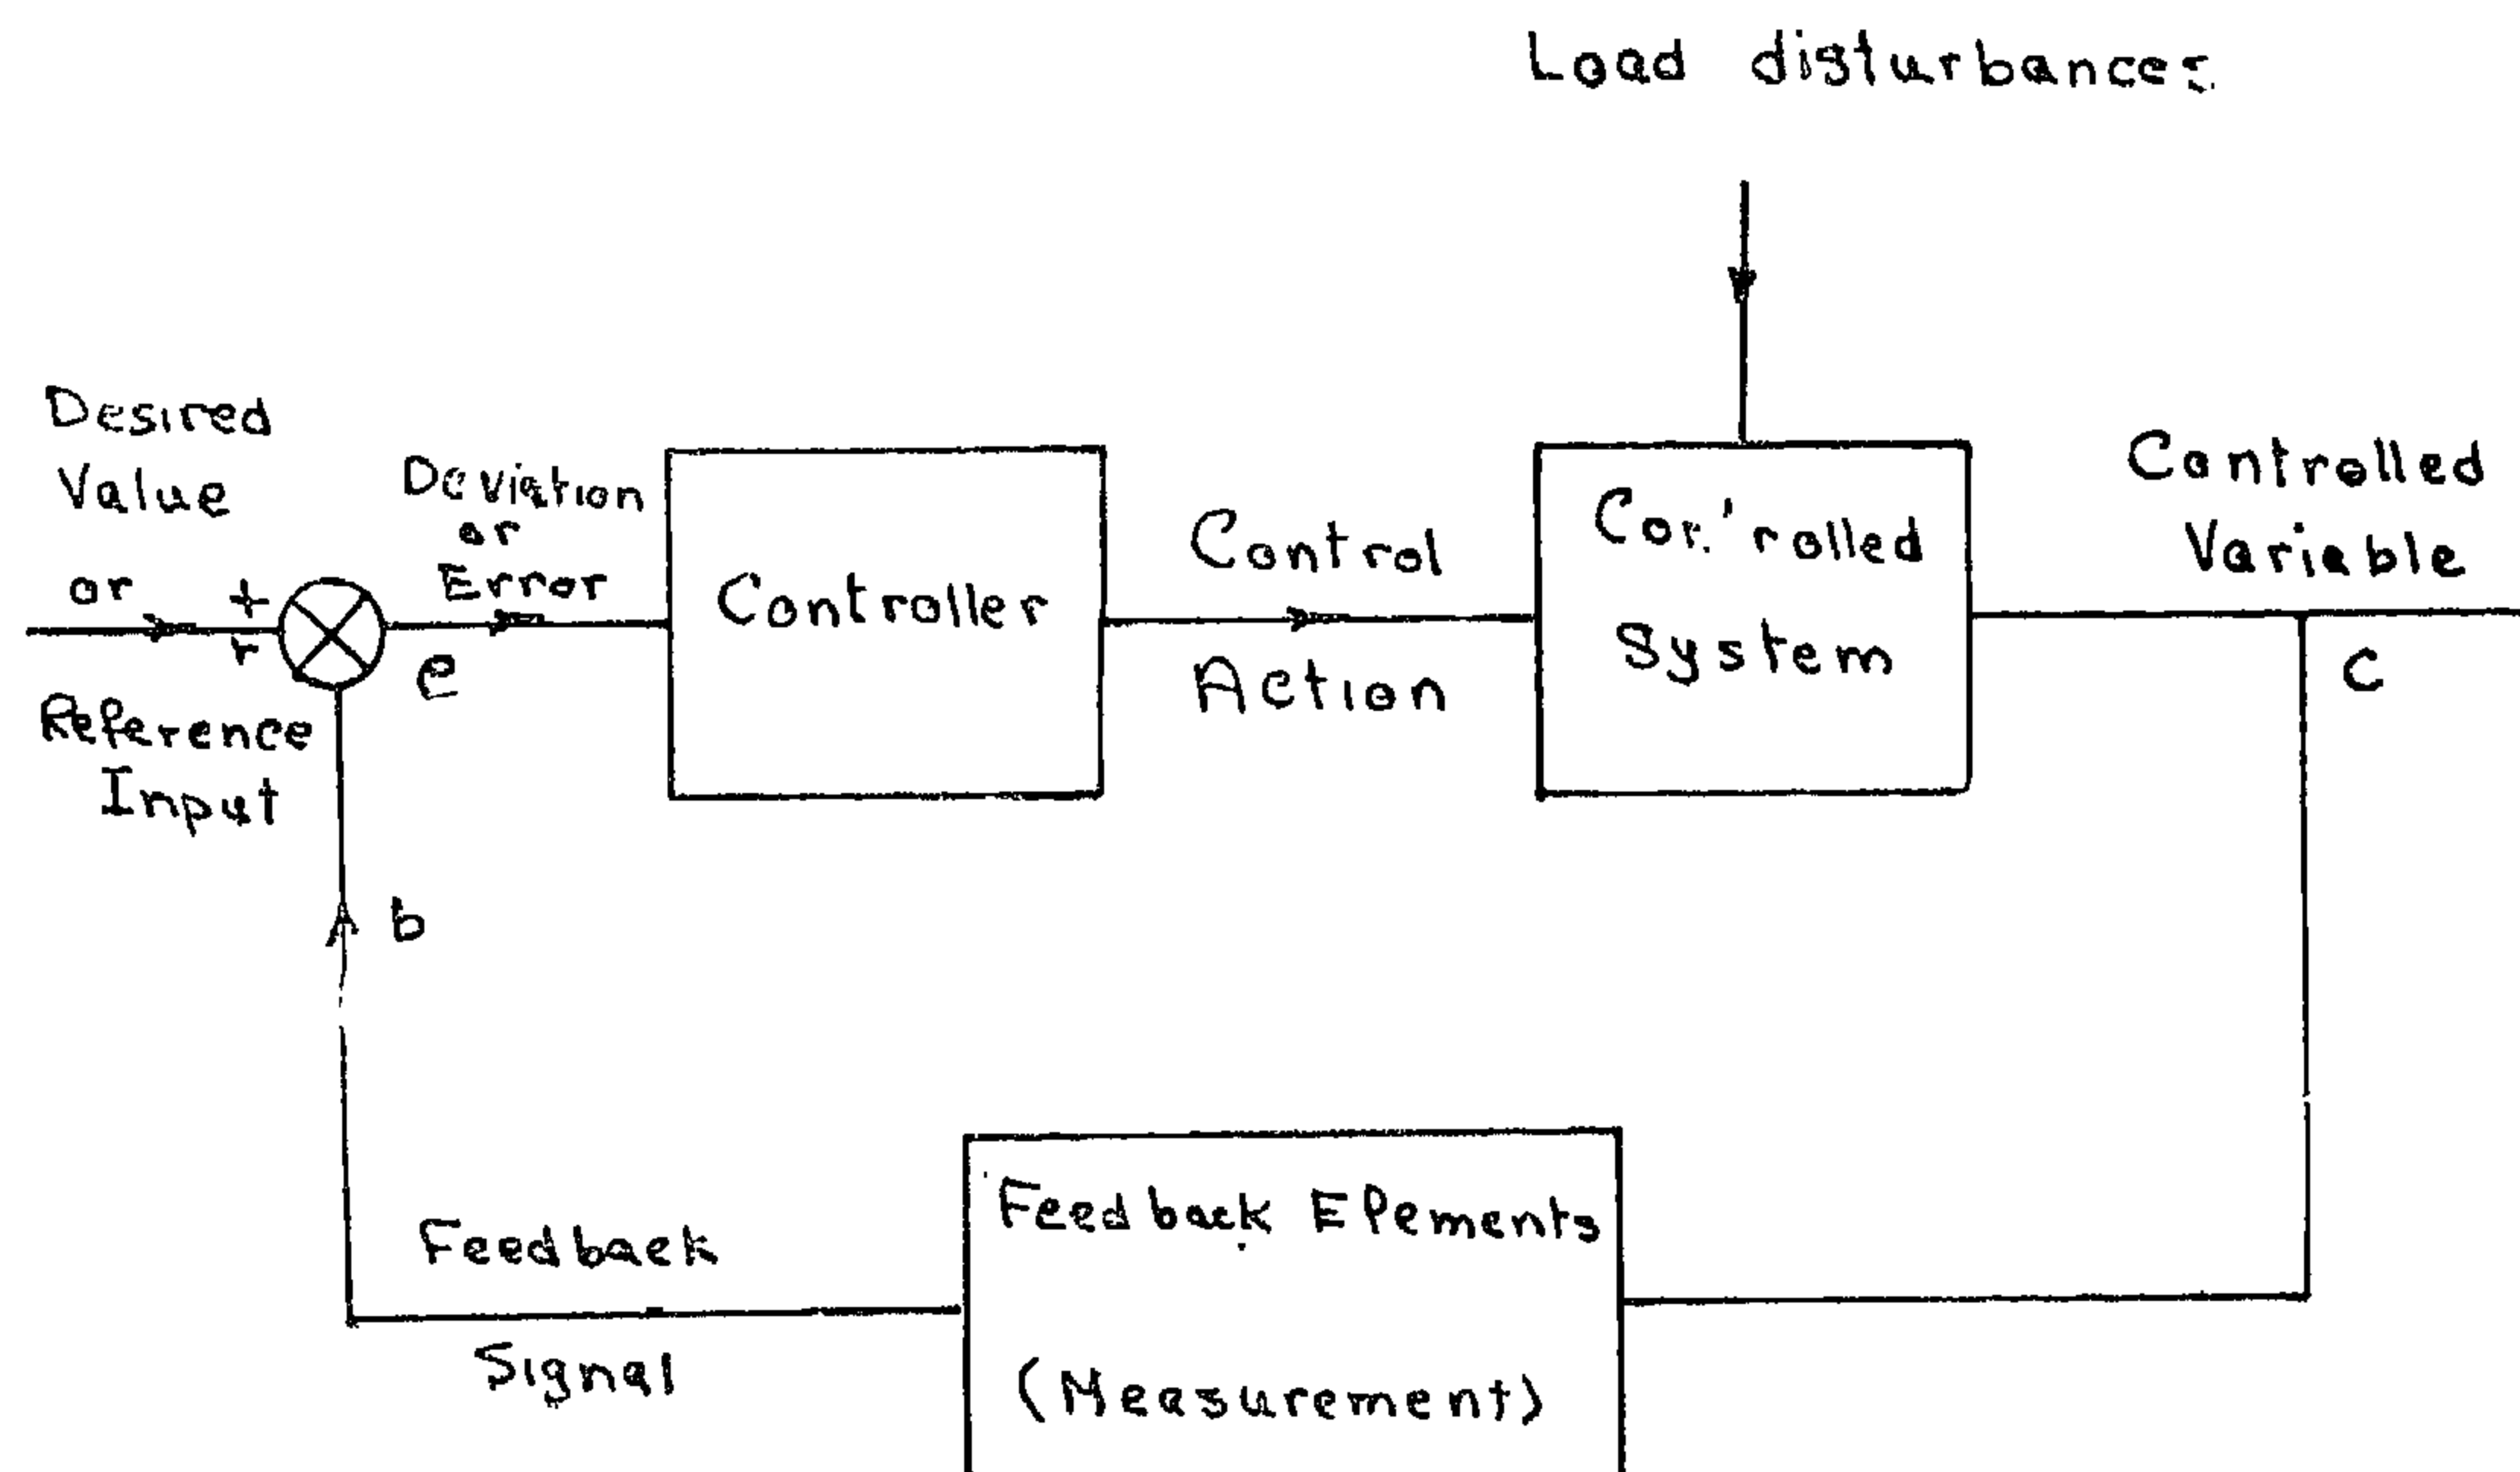 Load disturbances
Desired
Value
or
+
r
Reference
Input
Deviation
or
Error
e
Controller
Control
Action
Controlled
System
Controlled
Variable
C
b
Feedback
Signal
Feedback Elements
(Measurement)